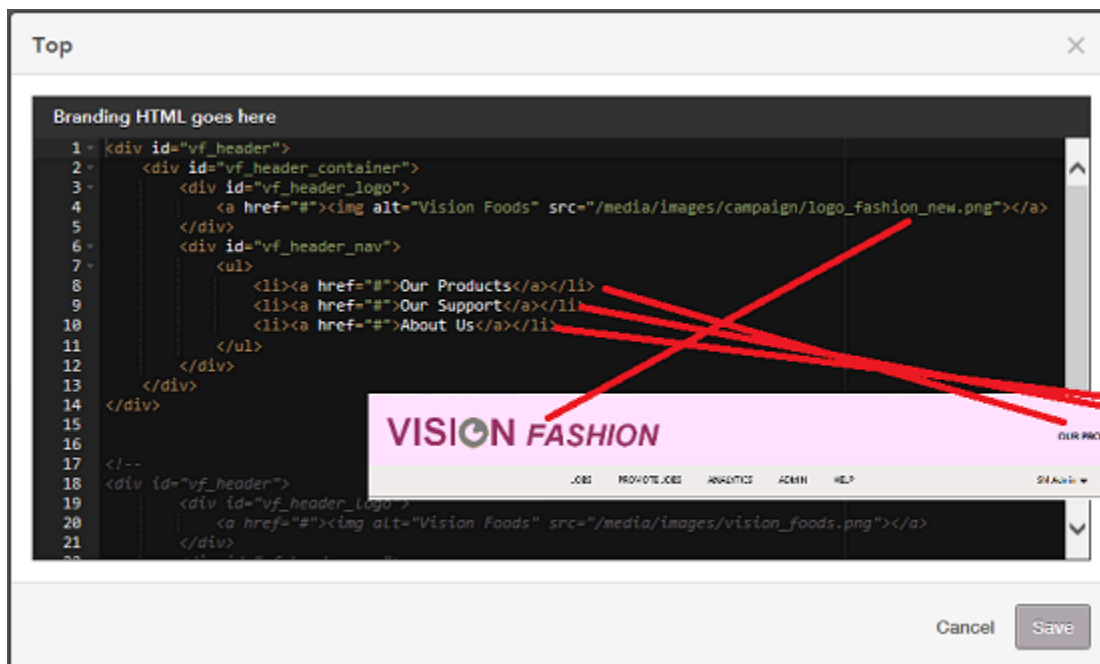 Top
Branding HTML goes here
1 <div id="vf_header">
2 <div id="vf_header_container">
3 <div id="vf_header_logo">
4 <a href="#"><img alt="Vision Foods" src="/media/images/campaign/logo_fashion_new.png"></a>
5 </div>
6 <div id="vf_header_nav">
7 <ul>
8 <li><a href="#">Our Products</a></li>
9 <li><a href="#">Our Support</a></li>
10 <li><a href="#">About Us</a></li>
11 </ul>
12 </div>
13 </div>
14 </div>
15
16
17 <!--
18 <div id="vf_header">
19 <div id="vf_header_logo">
20 <a href="#"><img alt="Vision Foods" src="/media/images/vision_foods.png"></a>
21 </div>
VISION FASHION
OUR PRO
JOBS PROMOTE JOBS ANALYTICS ADMIN HELP
Cancel Save